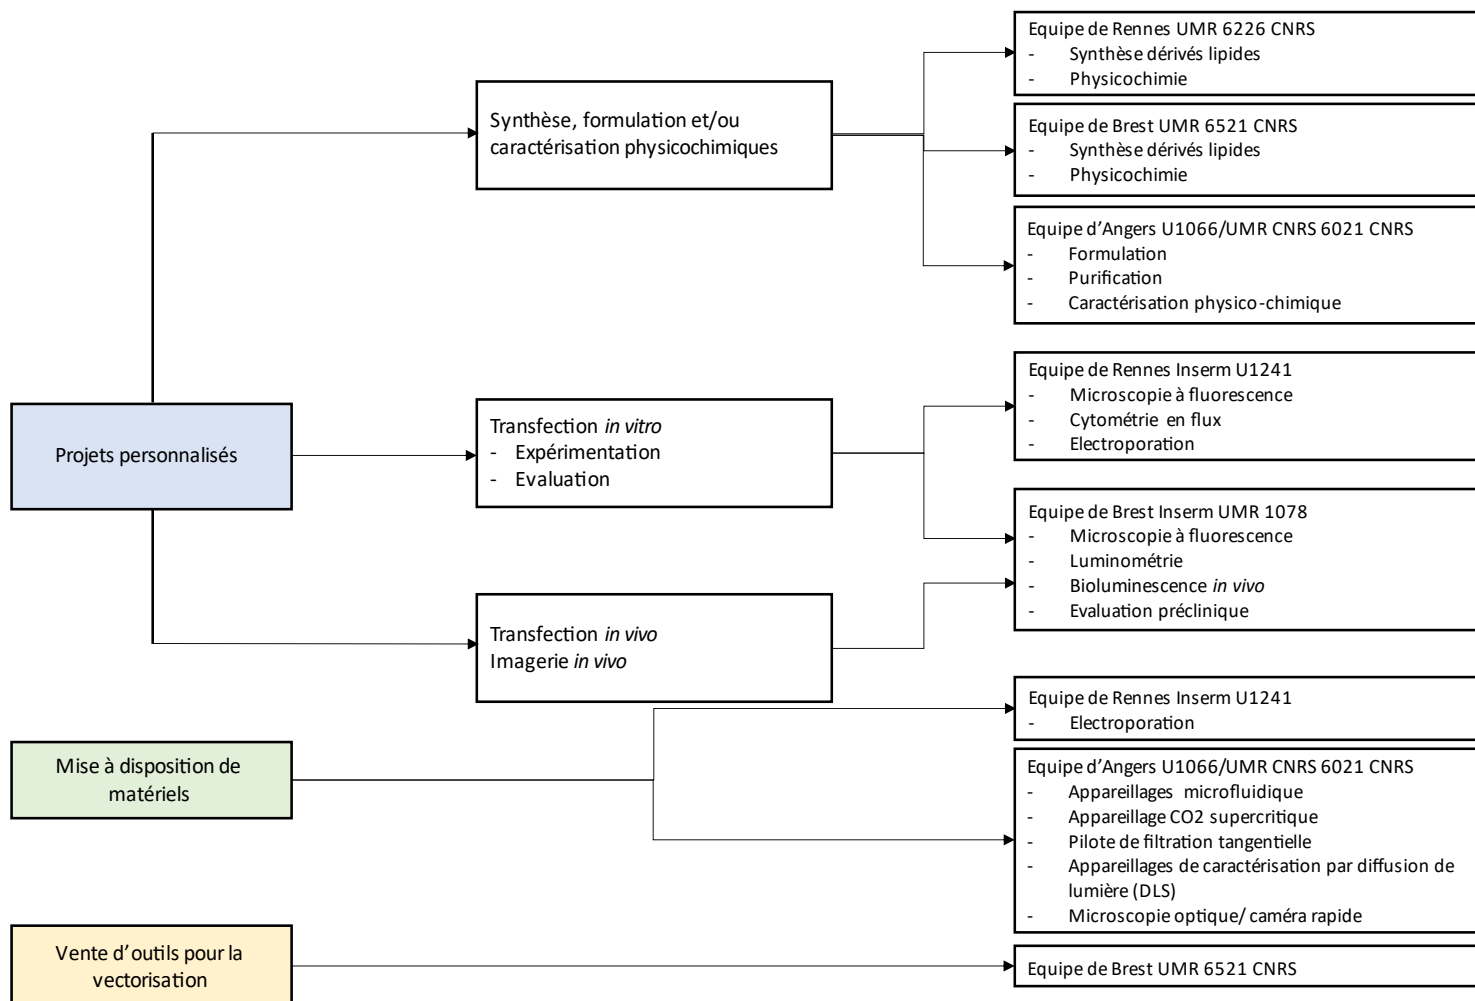 Equipe de Rennes UMR 6226 CNRS
- Synthèse dérivés lipides
- Physicochimie
Synthèse, formulation et/ou
caractérisation physicochimiques
Equipe de Brest UMR 6521 CNRS
- Synthèse dérivés lipides
- Physicochimie
Equipe d'Angers U1066/UMR CNRS 6021 CNRS
- Formulation
- Purification
- Caractérisation physico-chimique
Projets personnalisés
Transfection in vitro
- Expérimentation
- Evaluation
Equipe de Rennes Inserm U1241
- Microscopie à fluorescence
- Cytométrie en flux
- Electroporation
Equipe de Brest Inserm UMR 1078
- Microscopie à fluorescence
- Luminométrie
- Bioluminescence in vivo
- Evaluation préclinique
Transfection in vivo
Imagerie in vivo
Mise à disposition de
matériels
Equipe de Rennes Inserm U1241
- Electroporation
Equipe d'Angers U1066/UMR CNRS 6021 CNRS
- Appareillages microfluidique
- Appareillage CO2 supercritique
- Pilote de filtration tangentielle
- Appareillages de caractérisation par diffusion de
lumière (DLS)
- Microscopie optique/ caméra rapide
Vente d'outils pour la
vectorisation
Equipe de Brest UMR 6521 CNRS